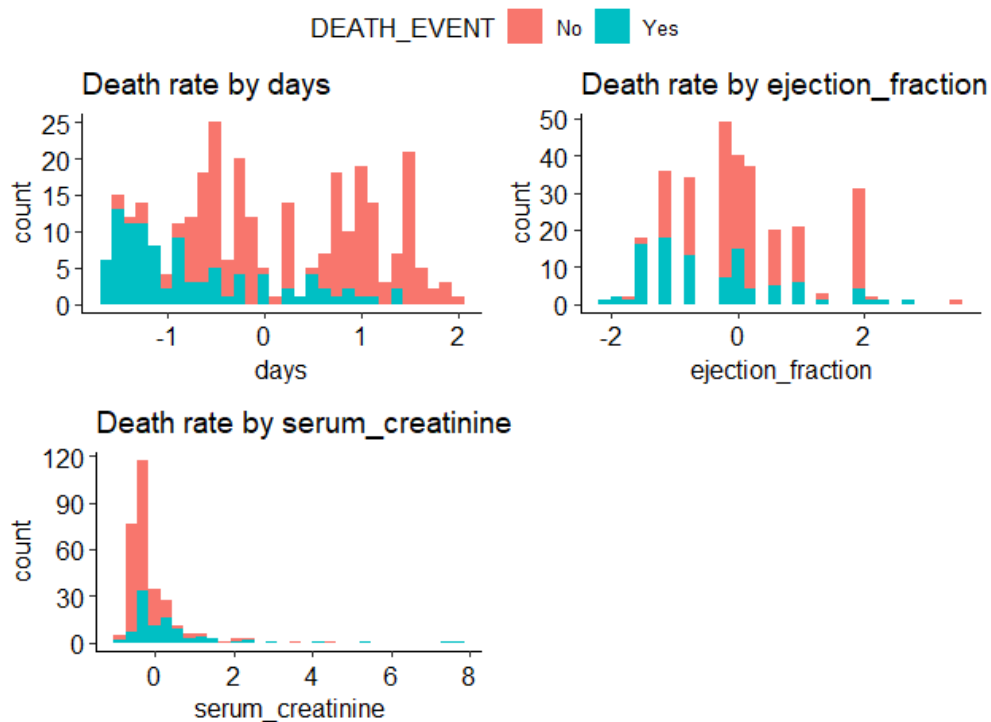 DEATH_EVENT No Yes
Death rate by days
25
20
15
10
5
0
count
-1 0 1 2
days
Death rate by ejection_fraction
50
40
30
20
10
0
count
-2 0 2
ejection_fraction
Death rate by serum_creatinine
120
90
60
30
0
count
0 2 4 6 8
serum_creatinine